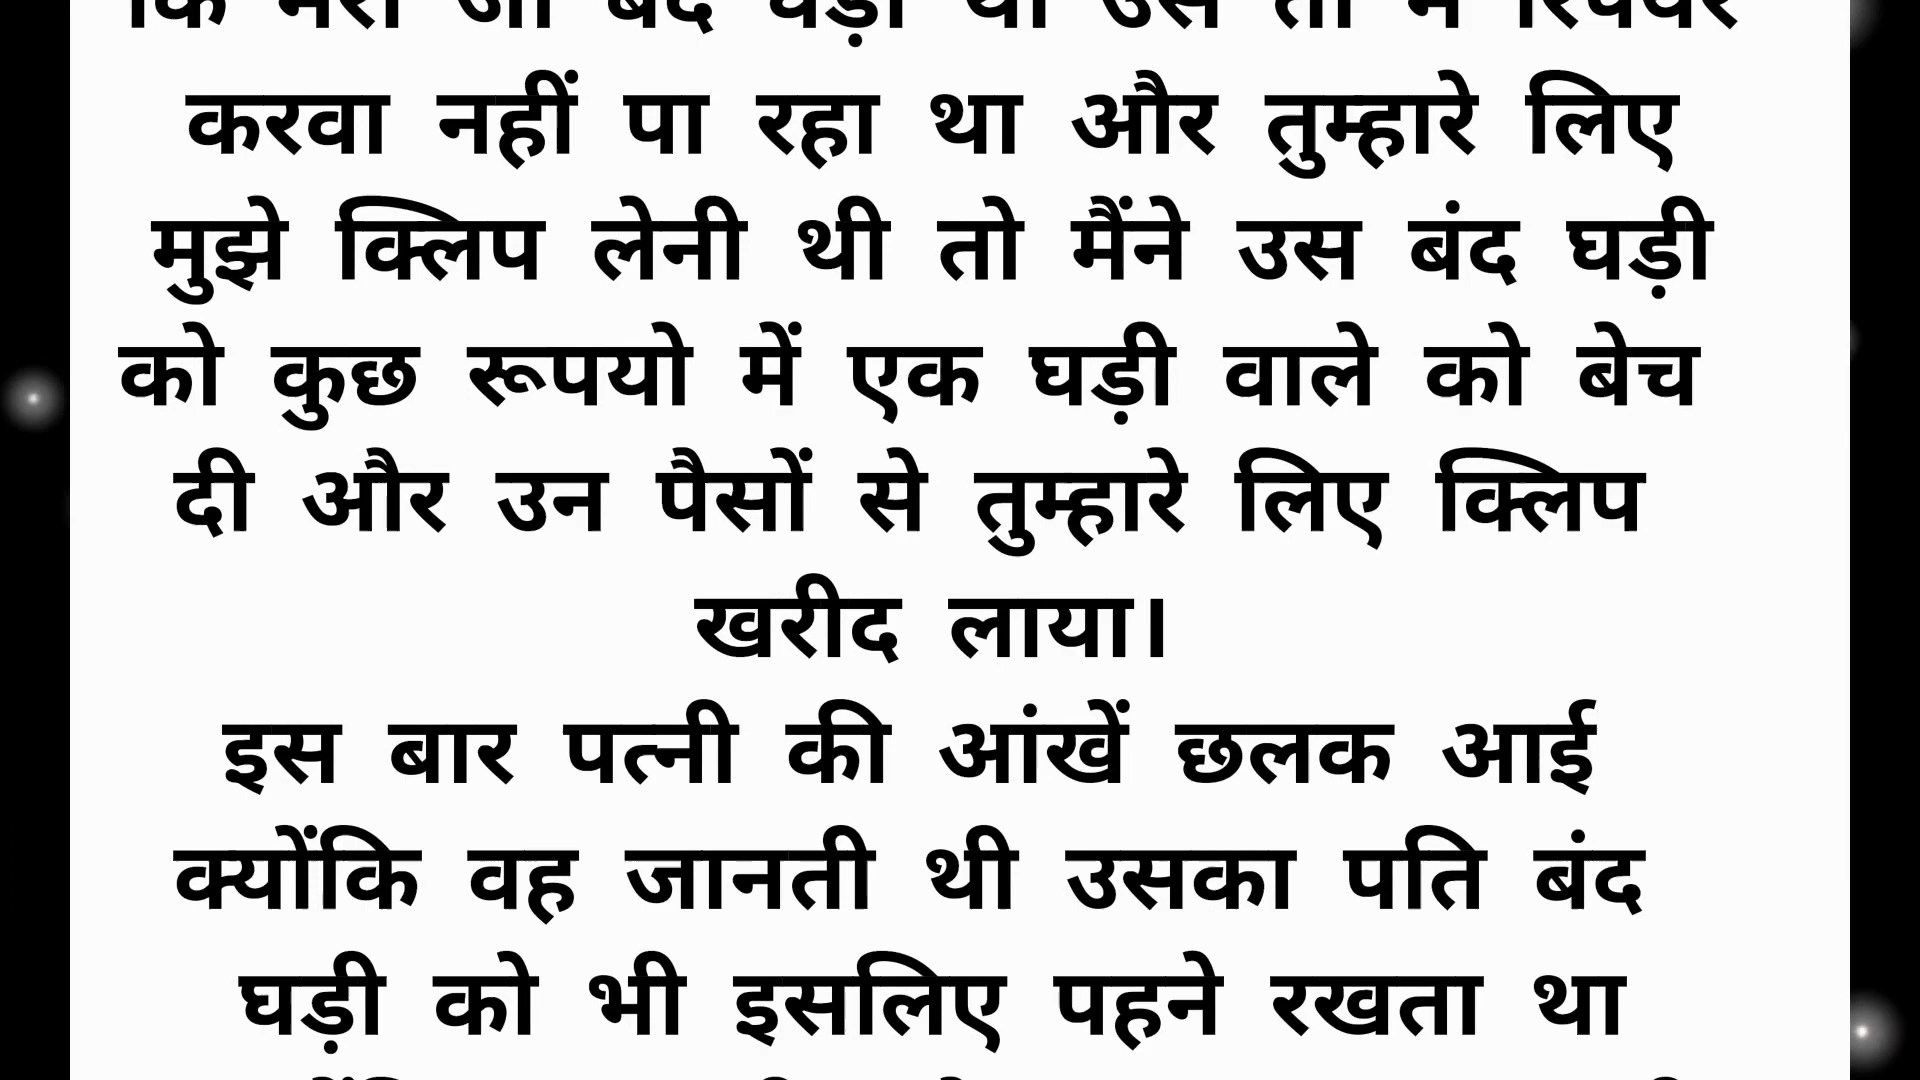 करवा नहीं पा रहा था और तुम्हारे लिए
मुझे क्लिप लेनी थी तो मैंने उस बंद घड़ी
को कुछ रूपयो में एक घड़ी वाले को बेच
दी और उन पैसों से तुम्हारे लिए क्लिप
खरीद लाया।
इस बार पत्नी की आंखें छलक आई
क्योंकि वह जानती थी उसका पति बंद
घड़ी को भी इसलिए पहने रखता था